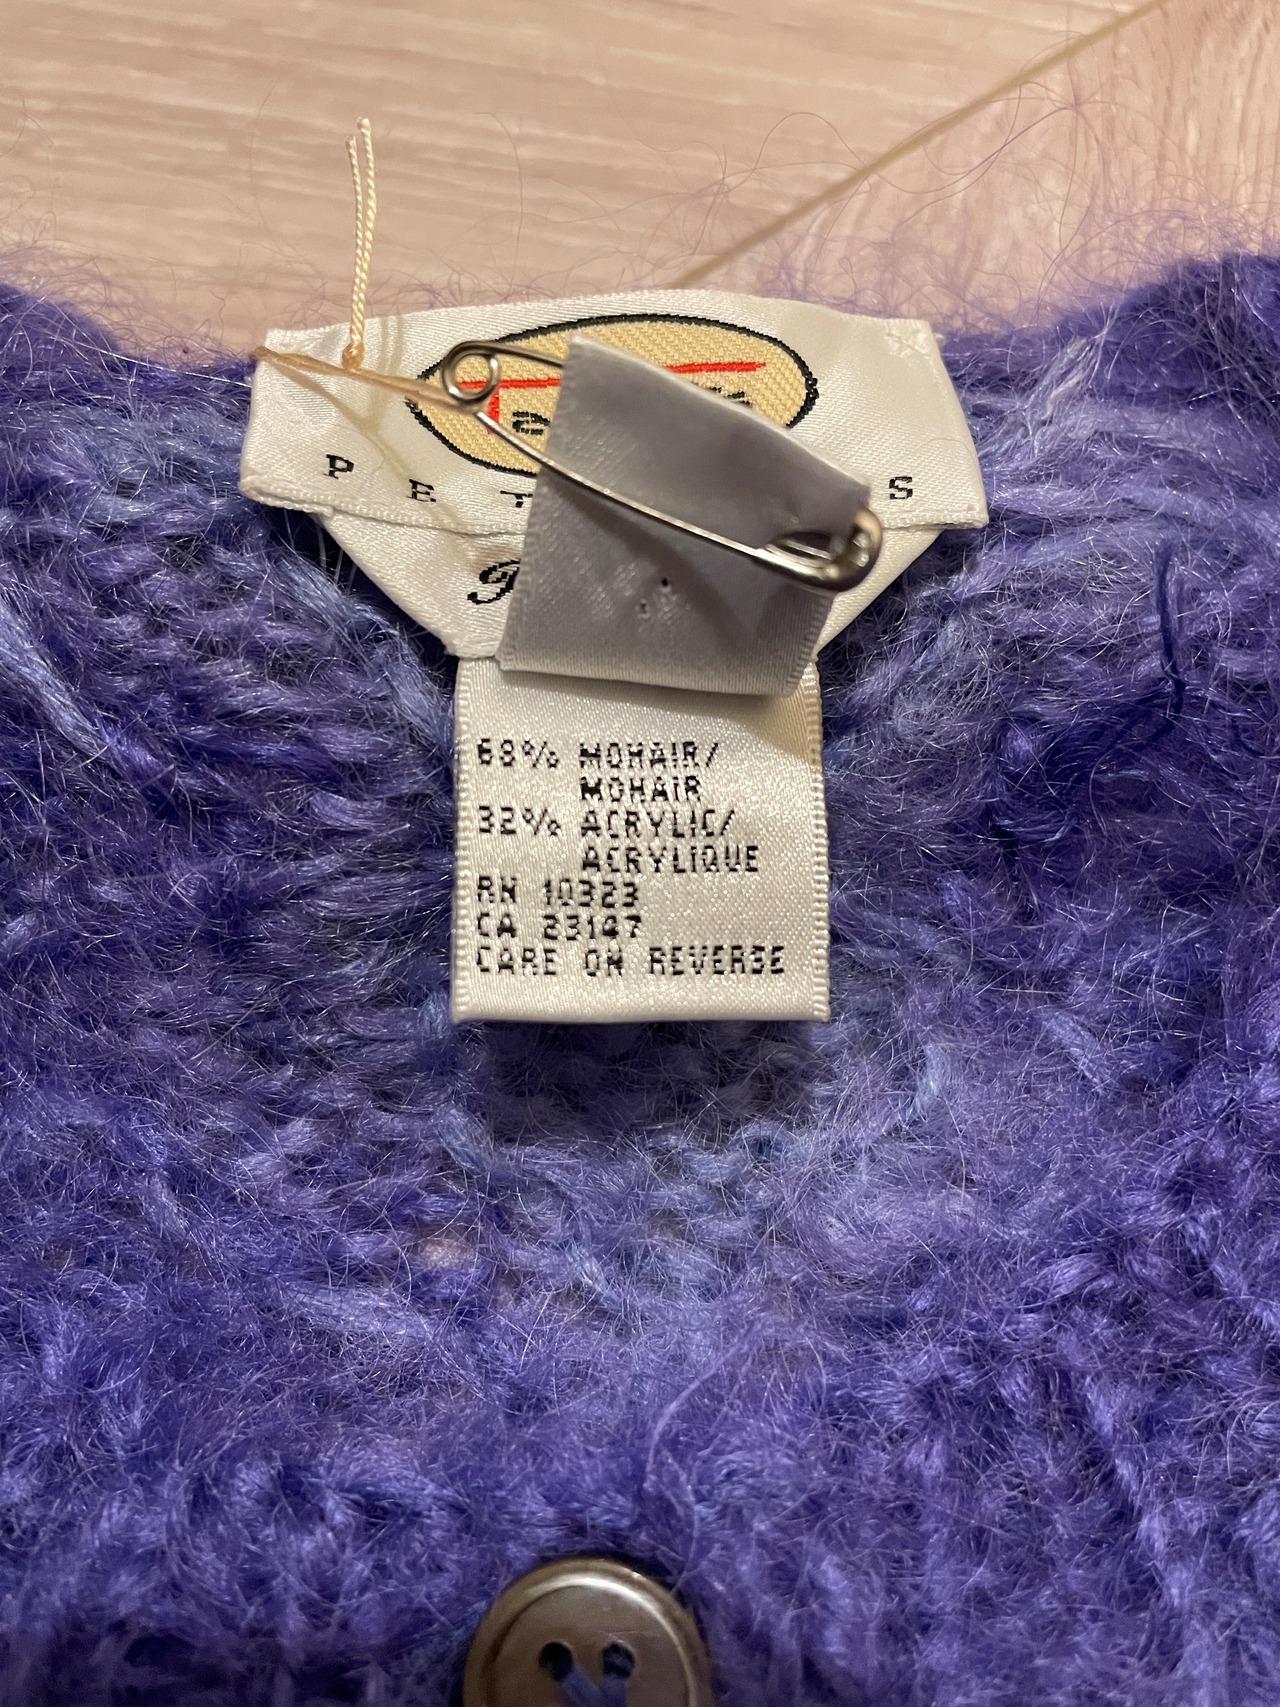 P E T S
68% MOHAIR/
MOHAIR
32% ACRYLIC/
ACRYLIQUE
RN 10323
CA 23147
CARE ON REVERSE